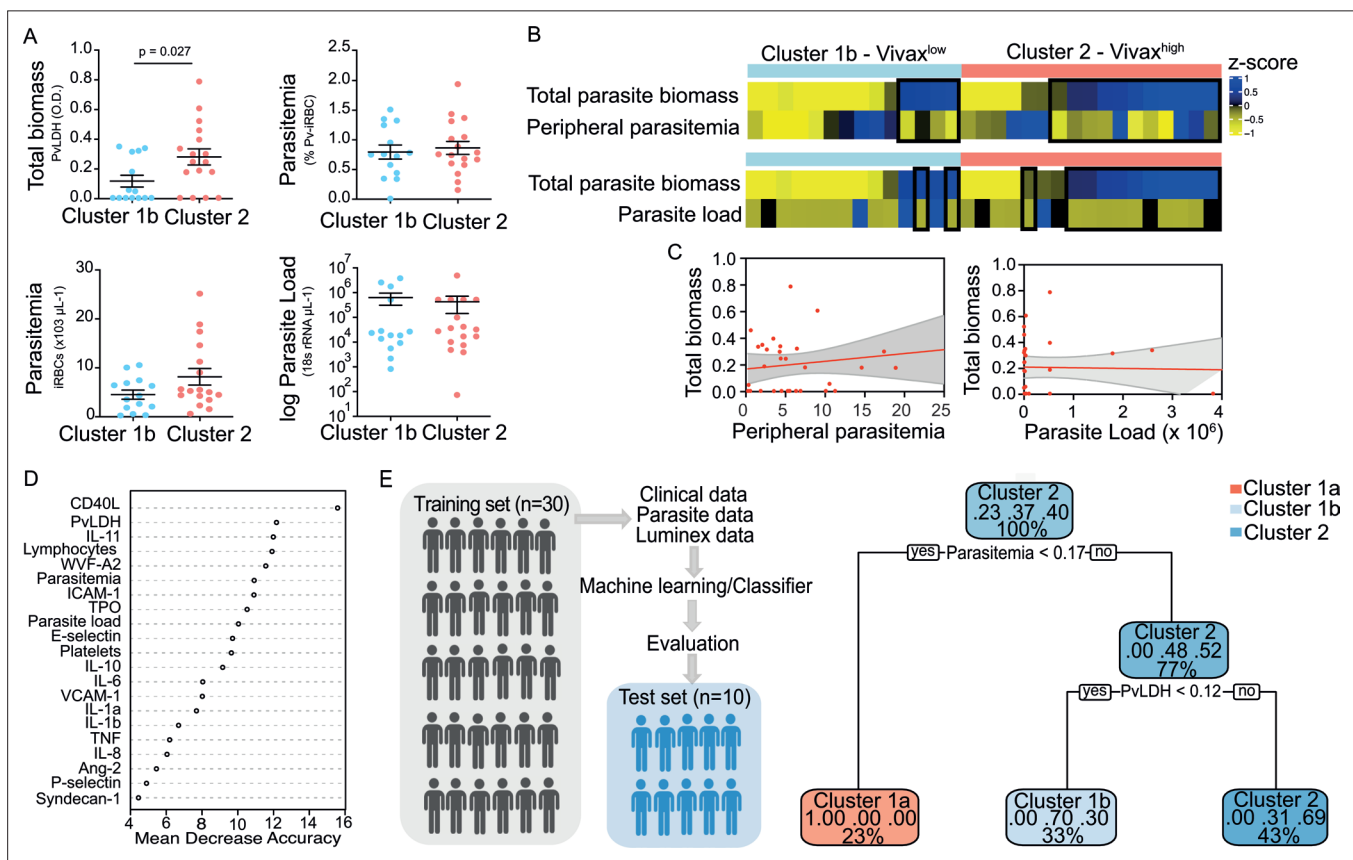 A
p = 0.027
Total biomass
PvLDH (O.D.)
1.0
0.8
0.6
0.4
0.2
0.0
Cluster 1b Cluster 2
Parasitemia
(% Pv-iRBC)
2.5
2.0
1.5
1.0
0.5
0.0
Cluster 1b Cluster 2
Parasitemia
iRBCs (x103 µL-1)
30
20
10
0
Cluster 1b Cluster 2
log Parasite Load
(18s rRNA µL-1)
10^7
10^6
10^5
10^4
10^3
10^2
10^1
Cluster 1b Cluster 2
B
Cluster 1b - Vivax^low
Cluster 2 - Vivax^high
z-score
1
0.5
0
-0.5
-1
Total parasite biomass
Peripheral parasitemia
Total parasite biomass
Parasite load
C
Total biomass
1.0
0.8
0.6
0.4
0.2
0.0
0 5 10 15 20 25
Peripheral parasitemia
Total biomass
1.0
0.8
0.6
0.4
0.2
0.0
0 1 2 3 4
Parasite Load (x 10^6)
D
CD40L
PvLDH
IL-11
Lymphocytes
WVF-A2
Parasitemia
ICAM-1
TPO
Parasite load
E-selectin
Platelets
IL-10
IL-6
VCAM-1
IL-1a
IL-1b
TNF
IL-8
Ang-2
P-selectin
Syndecan-1
4 6 8 10 12 14 16
Mean Decrease Accuracy
E
Training set (n=30)
Clinical data
Parasite data
Luminex data
Machine learning/Classifier
Evaluation
Test set (n=10)
Cluster 2
.23 .37 .40
100%
yes Parasitemia < 0.17 no
Cluster 2
.00 .48 .52
77%
yes PvLDH < 0.12 no
Cluster 1a
1.00 .00 .00
23%
Cluster 1b
.00 .70 .30
33%
Cluster 2
.00 .31 .69
43%
Cluster 1a
Cluster 1b
Cluster 2